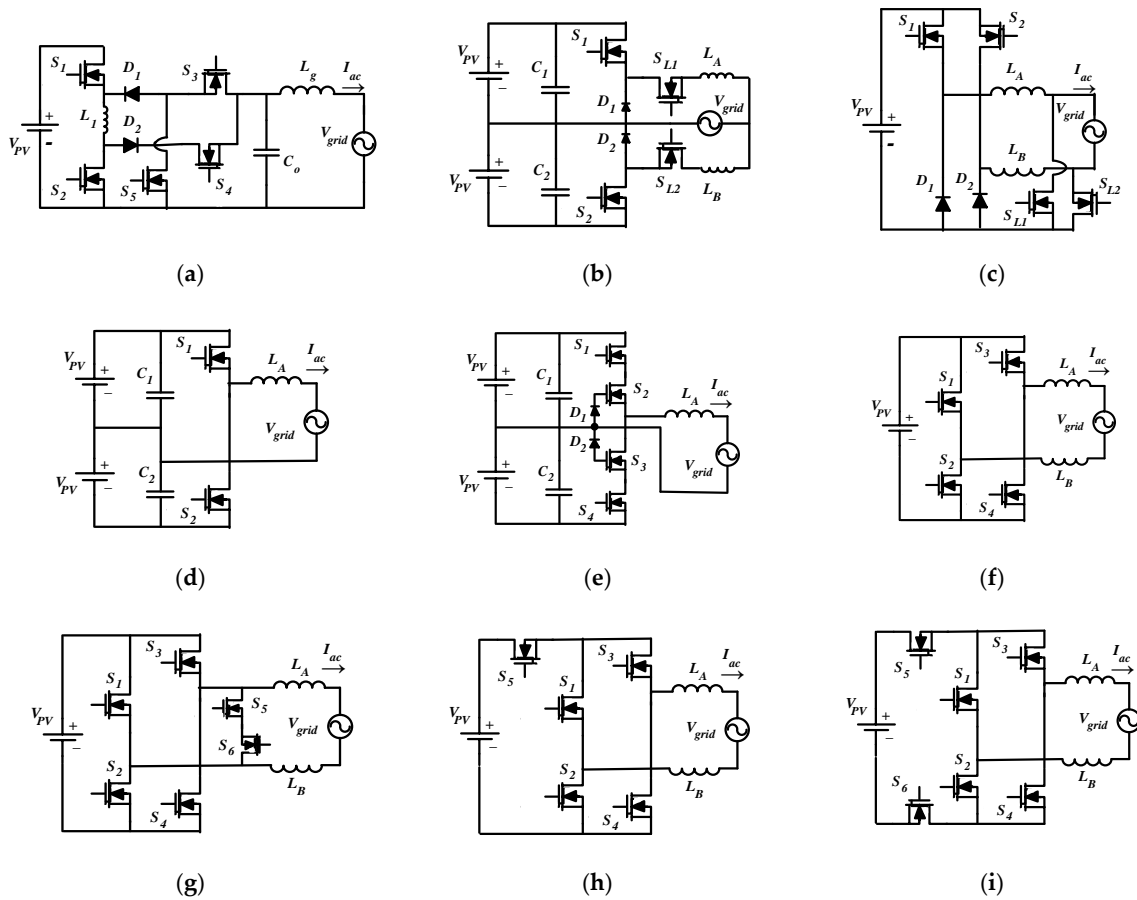 S1 D1 S3 Lg Iac
VPV + - L1 D2 Vgrid
S2 S5 S4 Co
(a)
VPV + − S1 SL1 LA
C1 D1 Vgrid
D2
VPV + − C2 S2 SL2 LB
(b)
S1 S2
LA Iac
VPV + - Vgrid
LB
D1 D2 SL1 SL2
(c)
VPV + − C1 S1 LA Iac
Vgrid
VPV + − C2 S2
(d)
VPV + − C1 S1 S2 LA Iac
D1
D2 Vgrid
VPV + − C2 S3
S4
(e)
S3 LA Iac
S1
VPV + − Vgrid
S2 LB
S4
(f)
S3 LA Iac
S1 S5
VPV + − Vgrid
S6
S2 LB
S4
(g)
S5 S3 LA Iac
S1
VPV + − Vgrid
S2 LB
S4
(h)
S5 S3 LA Iac
S1
VPV + − Vgrid
S2
S6 LB
S4
(i)